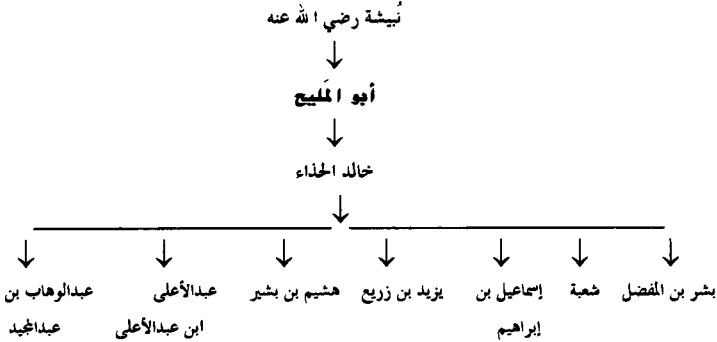 نُبيشة رضي الله عنه
أبو المَليح
خالد الحذاء
بشر بن المفضل
شعبة
إسماعيل بن
إبراهيم
يزيد بن زريع
هشيم بن بشير
عبدالأعلى
ابن عبدالأعلى
عبدالوهاب بن
عبدالمجيد